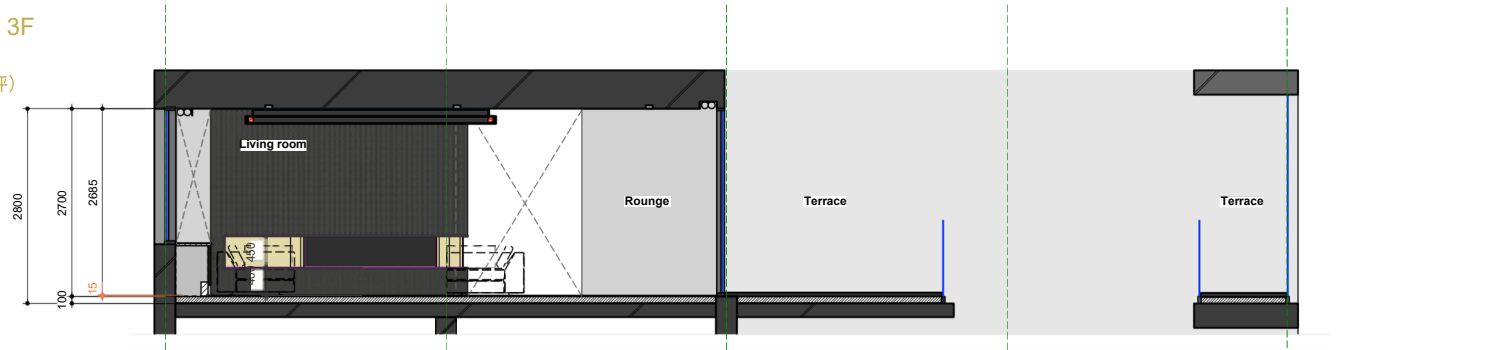 3F
坪）
Living room
Rounge
Terrace
Terrace
2800
2700
2685
100
15
450